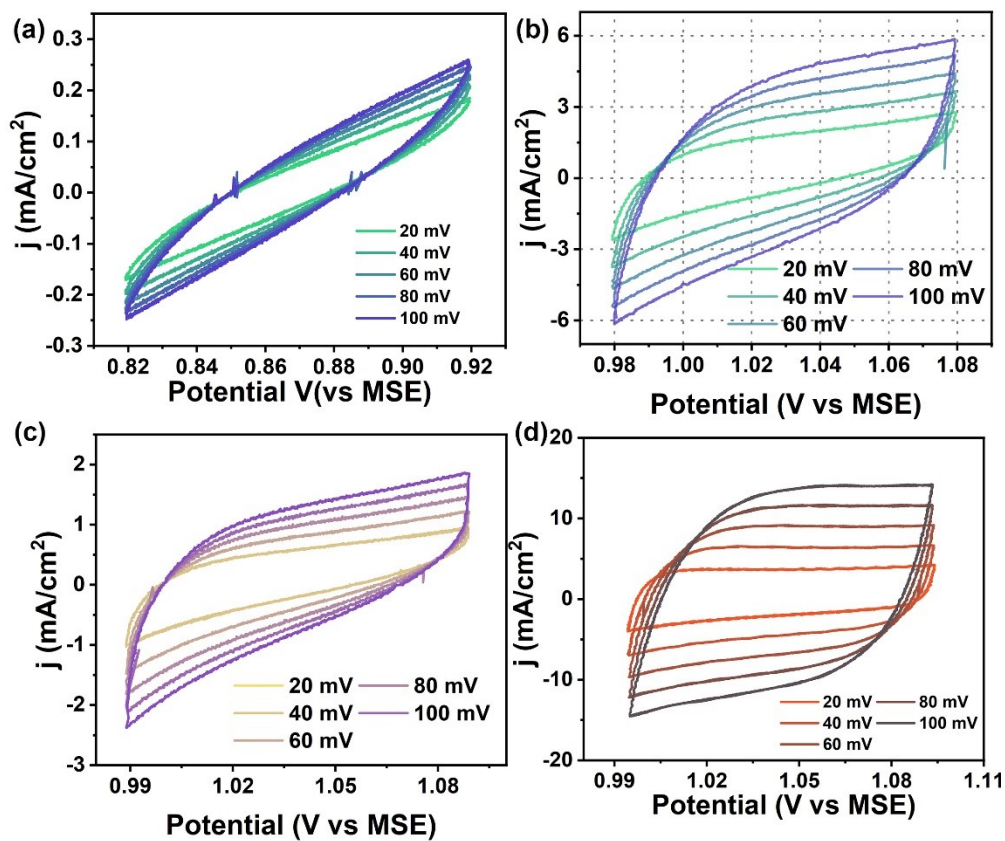 (a)
0.3
0.2
0.1
0.0
-0.1
-0.2
-0.3
j (mA/cm²)
20 mV
40 mV
60 mV
80 mV
100 mV
0.82 0.84 0.86 0.88 0.90 0.92
Potential V(vs MSE)
(b)
6
3
0
-3
-6
j (mA/cm²)
20 mV 80 mV
40 mV 100 mV
60 mV
0.98 1.00 1.02 1.04 1.06 1.08
Potential (V vs MSE)
(c)
2
1
0
-1
-2
-3
j (mA/cm²)
20 mV 80 mV
40 mV 100 mV
60 mV
0.99 1.02 1.05 1.08
Potential (V vs MSE)
(d)
20
10
0
-10
-20
j (mA/cm²)
20 mV 80 mV
40 mV 100 mV
60 mV
0.99 1.02 1.05 1.08 1.11
Potential (V vs MSE)